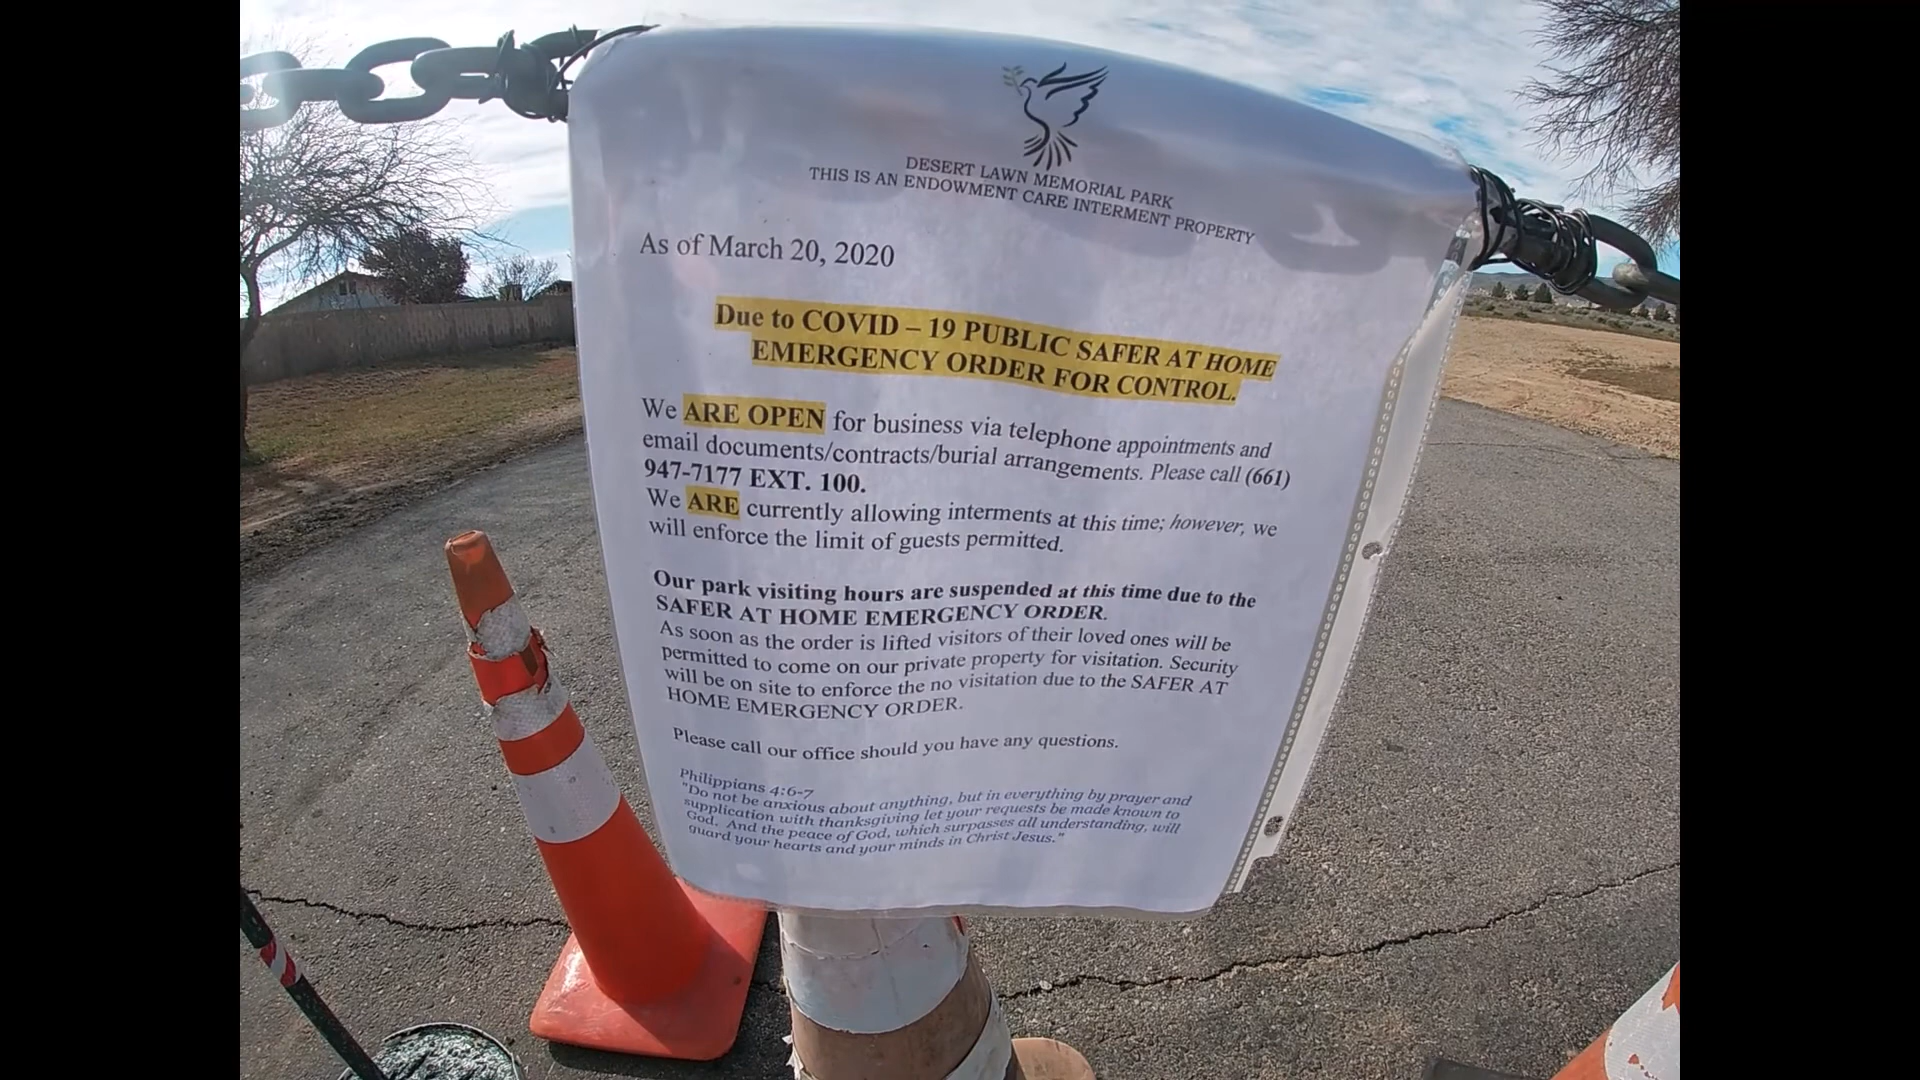 DESERT LAWN MEMORIAL PARK
THIS IS AN ENDOWMENT CARE INTERMENT PROPERTY
As of March 20, 2020
Due to COVID – 19 PUBLIC SAFER AT HOME
EMERGENCY ORDER FOR CONTROL.
We ARE OPEN for business via telephone appointments and
email documents/contracts/burial arrangements. Please call (661)
947-7177 EXT. 100.
We ARE currently allowing interments at this time; however, we
will enforce the limit of guests permitted.
Our park visiting hours are suspended at this time due to the
SAFER AT HOME EMERGENCY ORDER.
As soon as the order is lifted visitors of their loved ones will be
permitted to come on our private property for visitation. Security
will be on site to enforce the no visitation due to the SAFER AT
HOME EMERGENCY ORDER.
Please call our office should you have any questions.
Philippians 4:6-7
"Do not be anxious about anything, but in everything by prayer and
supplication with thanksgiving let your requests be made known to
God. And the peace of God, which surpasses all understanding, will
guard your hearts and your minds in Christ Jesus."